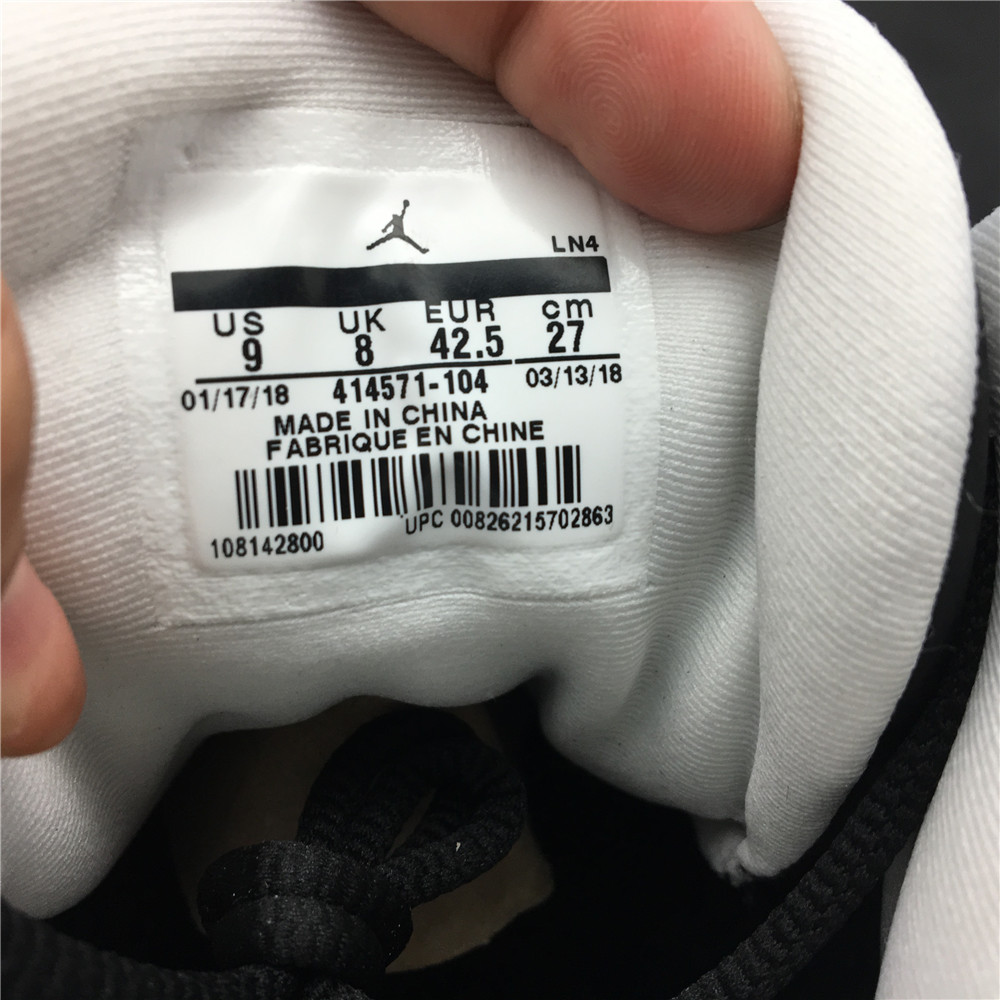 LN4
US UK EUR cm
9 8 42.5 27
01/17/18 414571-104 03/13/18
MADE IN CHINA
FABRIQUE EN CHINE
108142800 UPC 00826215702863